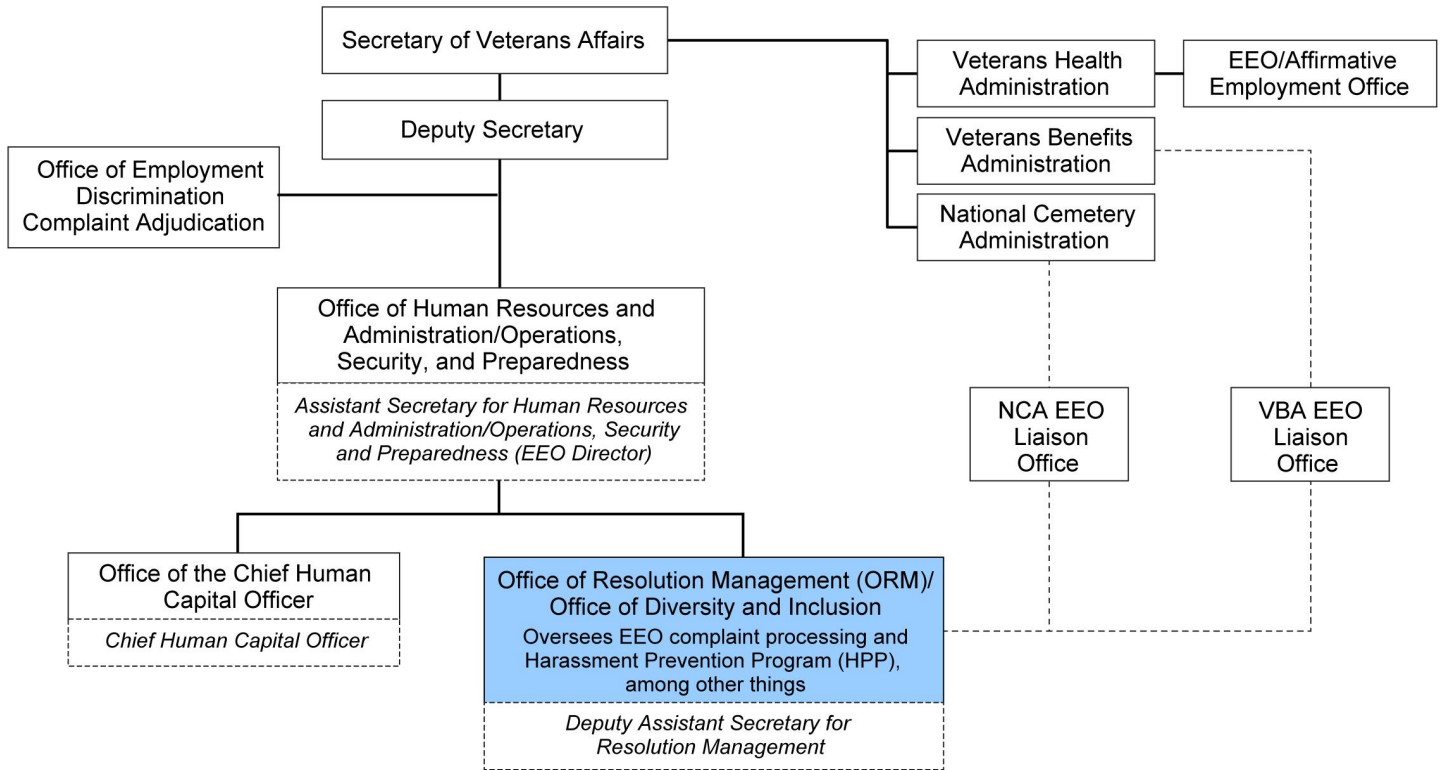 Secretary of Veterans Affairs
Deputy Secretary
Office of Employment
Discrimination
Complaint Adjudication
Veterans Health
Administration
EEO/Affirmative
Employment Office
Veterans Benefits
Administration
National Cemetery
Administration
Office of Human Resources and
Administration/Operations,
Security, and Preparedness
Assistant Secretary for Human Resources
and Administration/Operations, Security
and Preparedness (EEO Director)
NCA EEO
Liaison
Office
VBA EEO
Liaison
Office
Office of the Chief Human
Capital Officer
Chief Human Capital Officer
Office of Resolution Management (ORM)/
Office of Diversity and Inclusion
Oversees EEO complaint processing and
Harassment Prevention Program (HPP),
among other things
Deputy Assistant Secretary for
Resolution Management